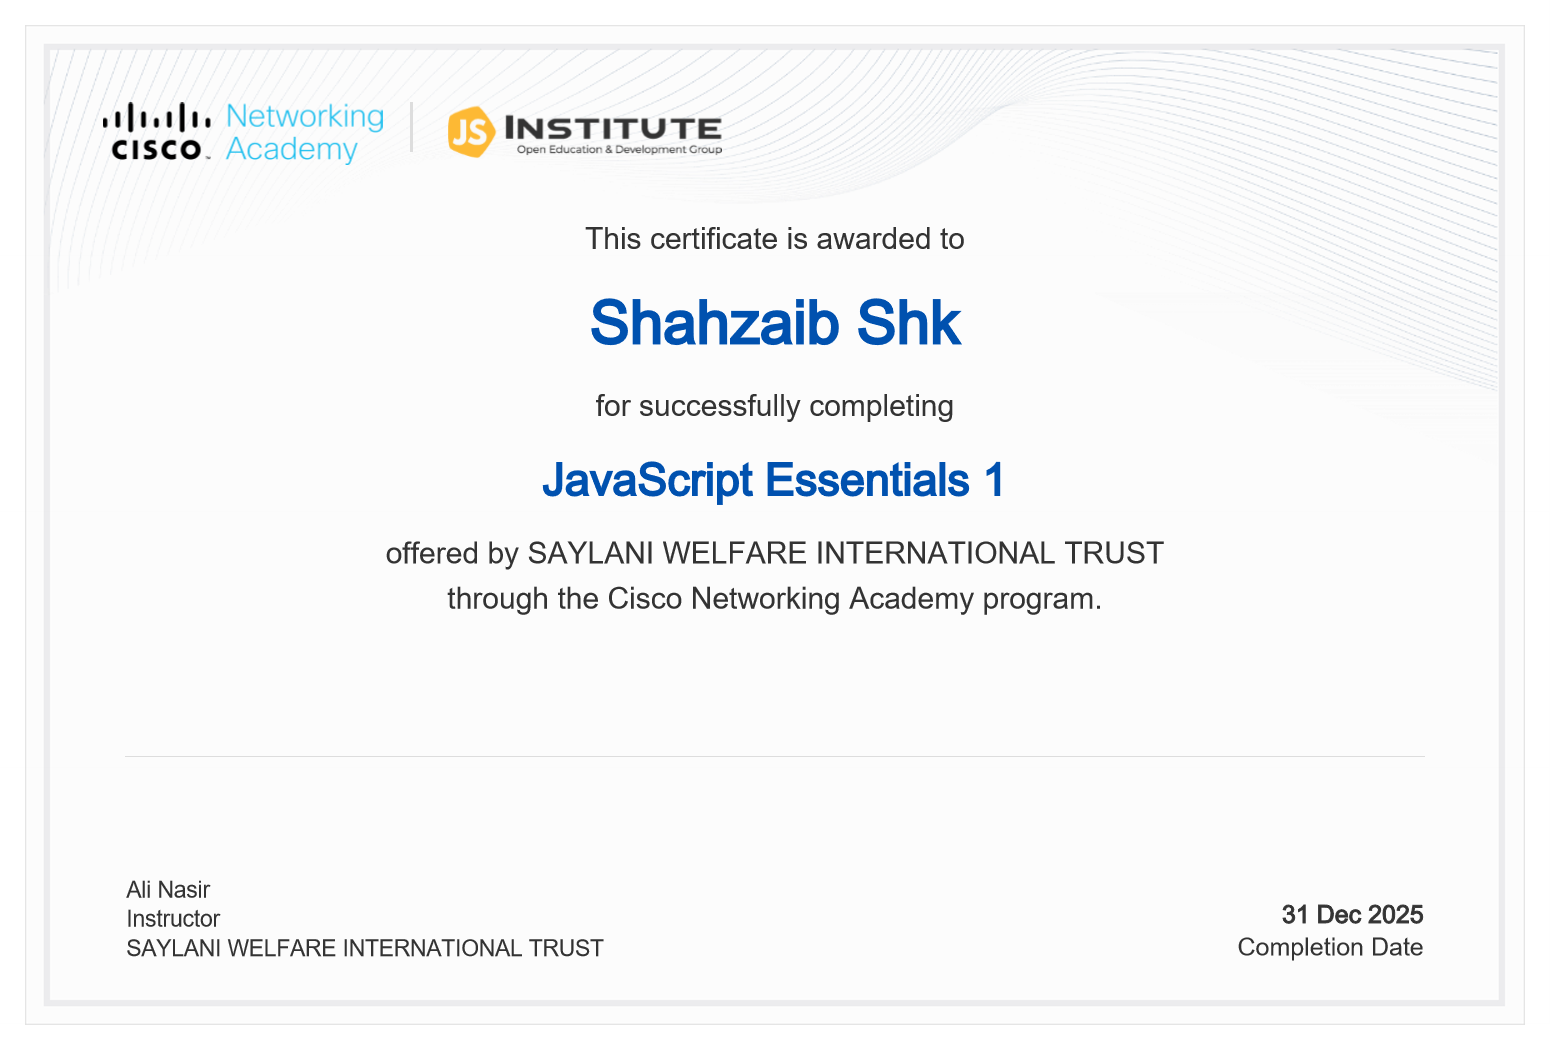 CISCO
Networking
Academy
JS INSTITUTE
Open Education & Development Group
This certificate is awarded to
Shahzaib Shk
for successfully completing
JavaScript Essentials 1
offered by SAYLANI WELFARE INTERNATIONAL TRUST
through the Cisco Networking Academy program.
Ali Nasir
Instructor
SAYLANI WELFARE INTERNATIONAL TRUST
31 Dec 2025
Completion Date